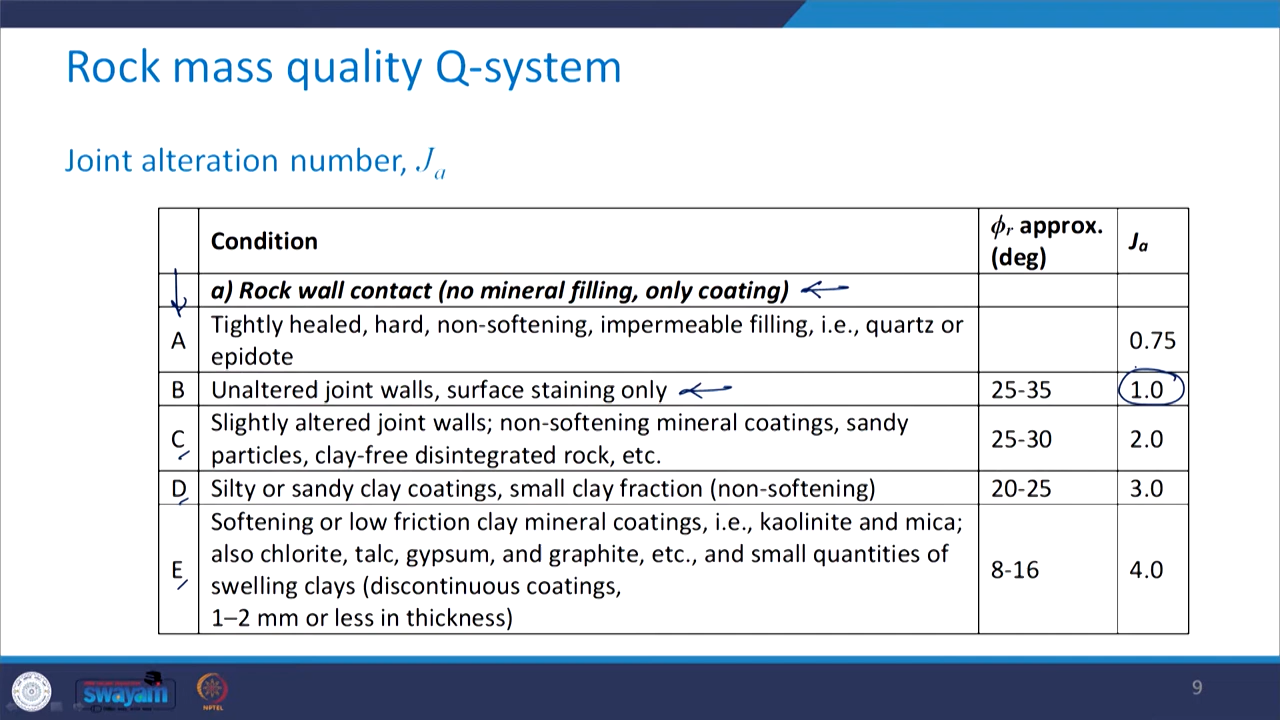 Rock mass quality Q-system
Joint alteration number, Ja
Condition
ϕr approx.
(deg)
Ja
a) Rock wall contact (no mineral filling, only coating)
A
Tightly healed, hard, non-softening, impermeable filling, i.e., quartz or
epidote
0.75
B
Unaltered joint walls, surface staining only
25-35
1.0
C
Slightly altered joint walls; non-softening mineral coatings, sandy
particles, clay-free disintegrated rock, etc.
25-30
2.0
D
Silty or sandy clay coatings, small clay fraction (non-softening)
20-25
3.0
E
Softening or low friction clay mineral coatings, i.e., kaolinite and mica;
also chlorite, talc, gypsum, and graphite, etc., and small quantities of
swelling clays (discontinuous coatings,
1–2 mm or less in thickness)
8-16
4.0
swayam
NPTEL
9